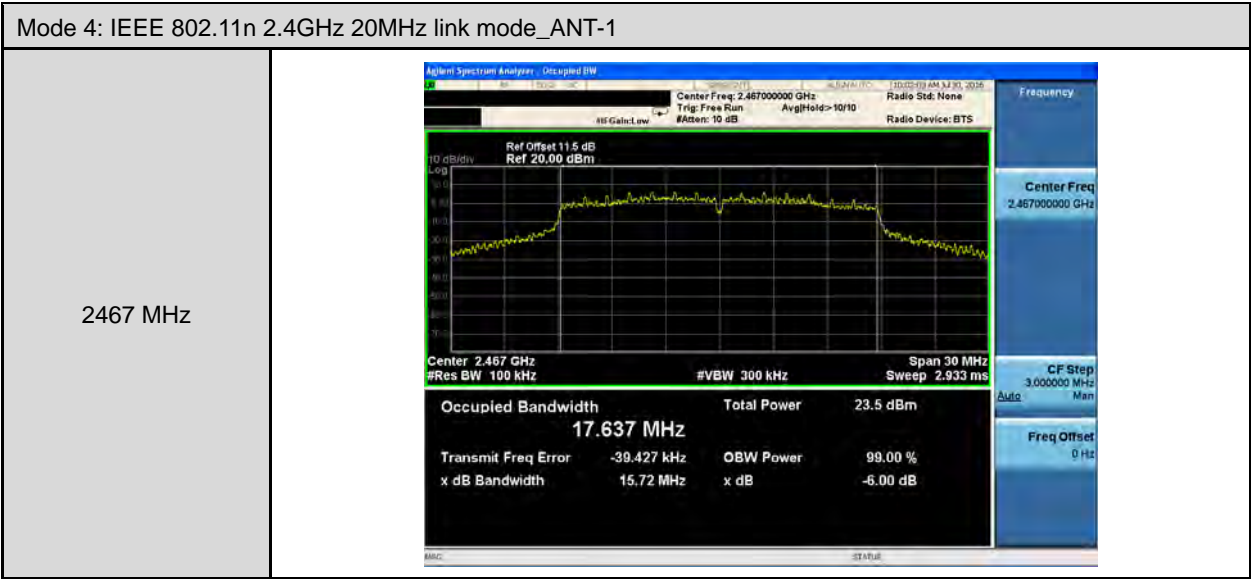 Mode 4: IEEE 802.11n 2.4GHz 20MHz link mode_ANT-1
2467 MHz
Agilent Spectrum Analyzer - Occupied BW
Center Freq: 2.467000000 GHz
Radio Std: None
Trig: Free Run
Avg|Hold>10/10
#IFGain:Low
#Atten: 10 dB
Radio Device: BTS
Ref Offset 11.5 dB
10 dB/div
Ref 20.00 dBm
Log
Center 2.467 GHz
Span 30 MHz
#Res BW 100 kHz
#VBW 300 kHz
Sweep 2.933 ms
Occupied Bandwidth
Total Power
23.5 dBm
17.637 MHz
Transmit Freq Error
-39.427 kHz
OBW Power
99.00 %
x dB Bandwidth
15.72 MHz
x dB
-6.00 dB
MSG
STATUS
Frequency
Center Freq
2.467000000 GHz
CF Step
3.000000 MHz
Auto
Man
Freq Offset
0 Hz